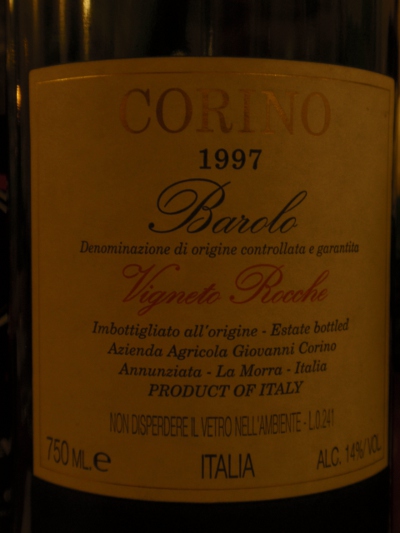 CORINO
1997
Barolo
Denominazione di origine controllata e garantita
Vigneto Rocche
Imbottigliato all'origine - Estate bottled
Azienda Agricola Giovanni Corino
Annunziata - La Morra - Italia
PRODUCT OF ITALY
NON DISPERDERE IL VETRO NELL'AMBIENTE - L.0.241
750 ML.e ITALIA ALC. 14%/VOL